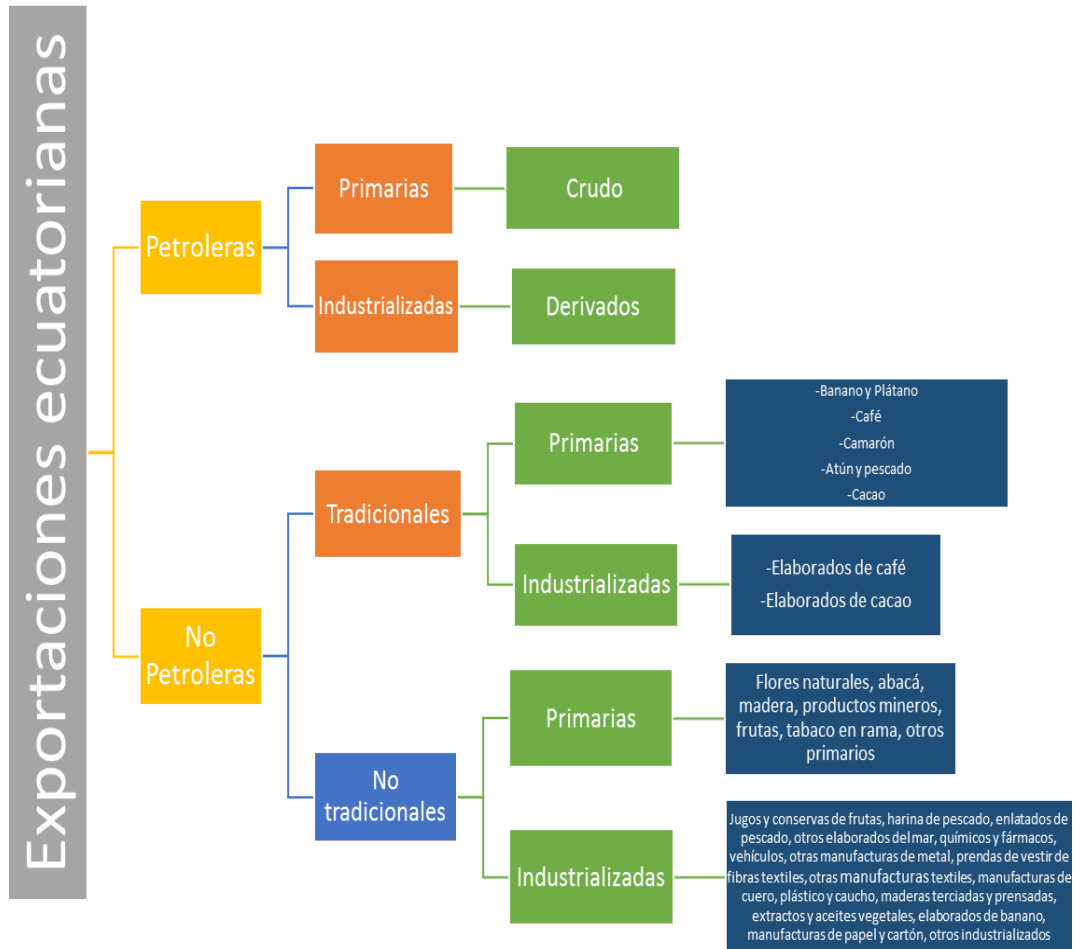 Exportaciones ecuatorianas
Petroleras
Primarias
Crudo
Industrializadas
Derivados
No
Petroleras
Tradicionales
Primarias
-Banano y Plátano
-Café
-Camarón
-Atún y pescado
-Cacao
Industrializadas
-Elaborados de café
-Elaborados de cacao
No
tradicionales
Primarias
Flores naturales, abacá,
madera, productos mineros,
frutas, tabaco en rama, otros
primarios
Industrializadas
Jugos y conservas de frutas, harina de pescado, enlatados de
pescado, otros elaborados del mar, químicos y fármacos,
vehículos, otras manufacturas de metal, prendas de vestir de
fibras textiles, otras manufacturas textiles, manufacturas de
cuero, plástico y caucho, maderas terciadas y prensadas,
extractos y aceites vegetales, elaborados de banano,
manufacturas de papel y cartón, otros industrializados